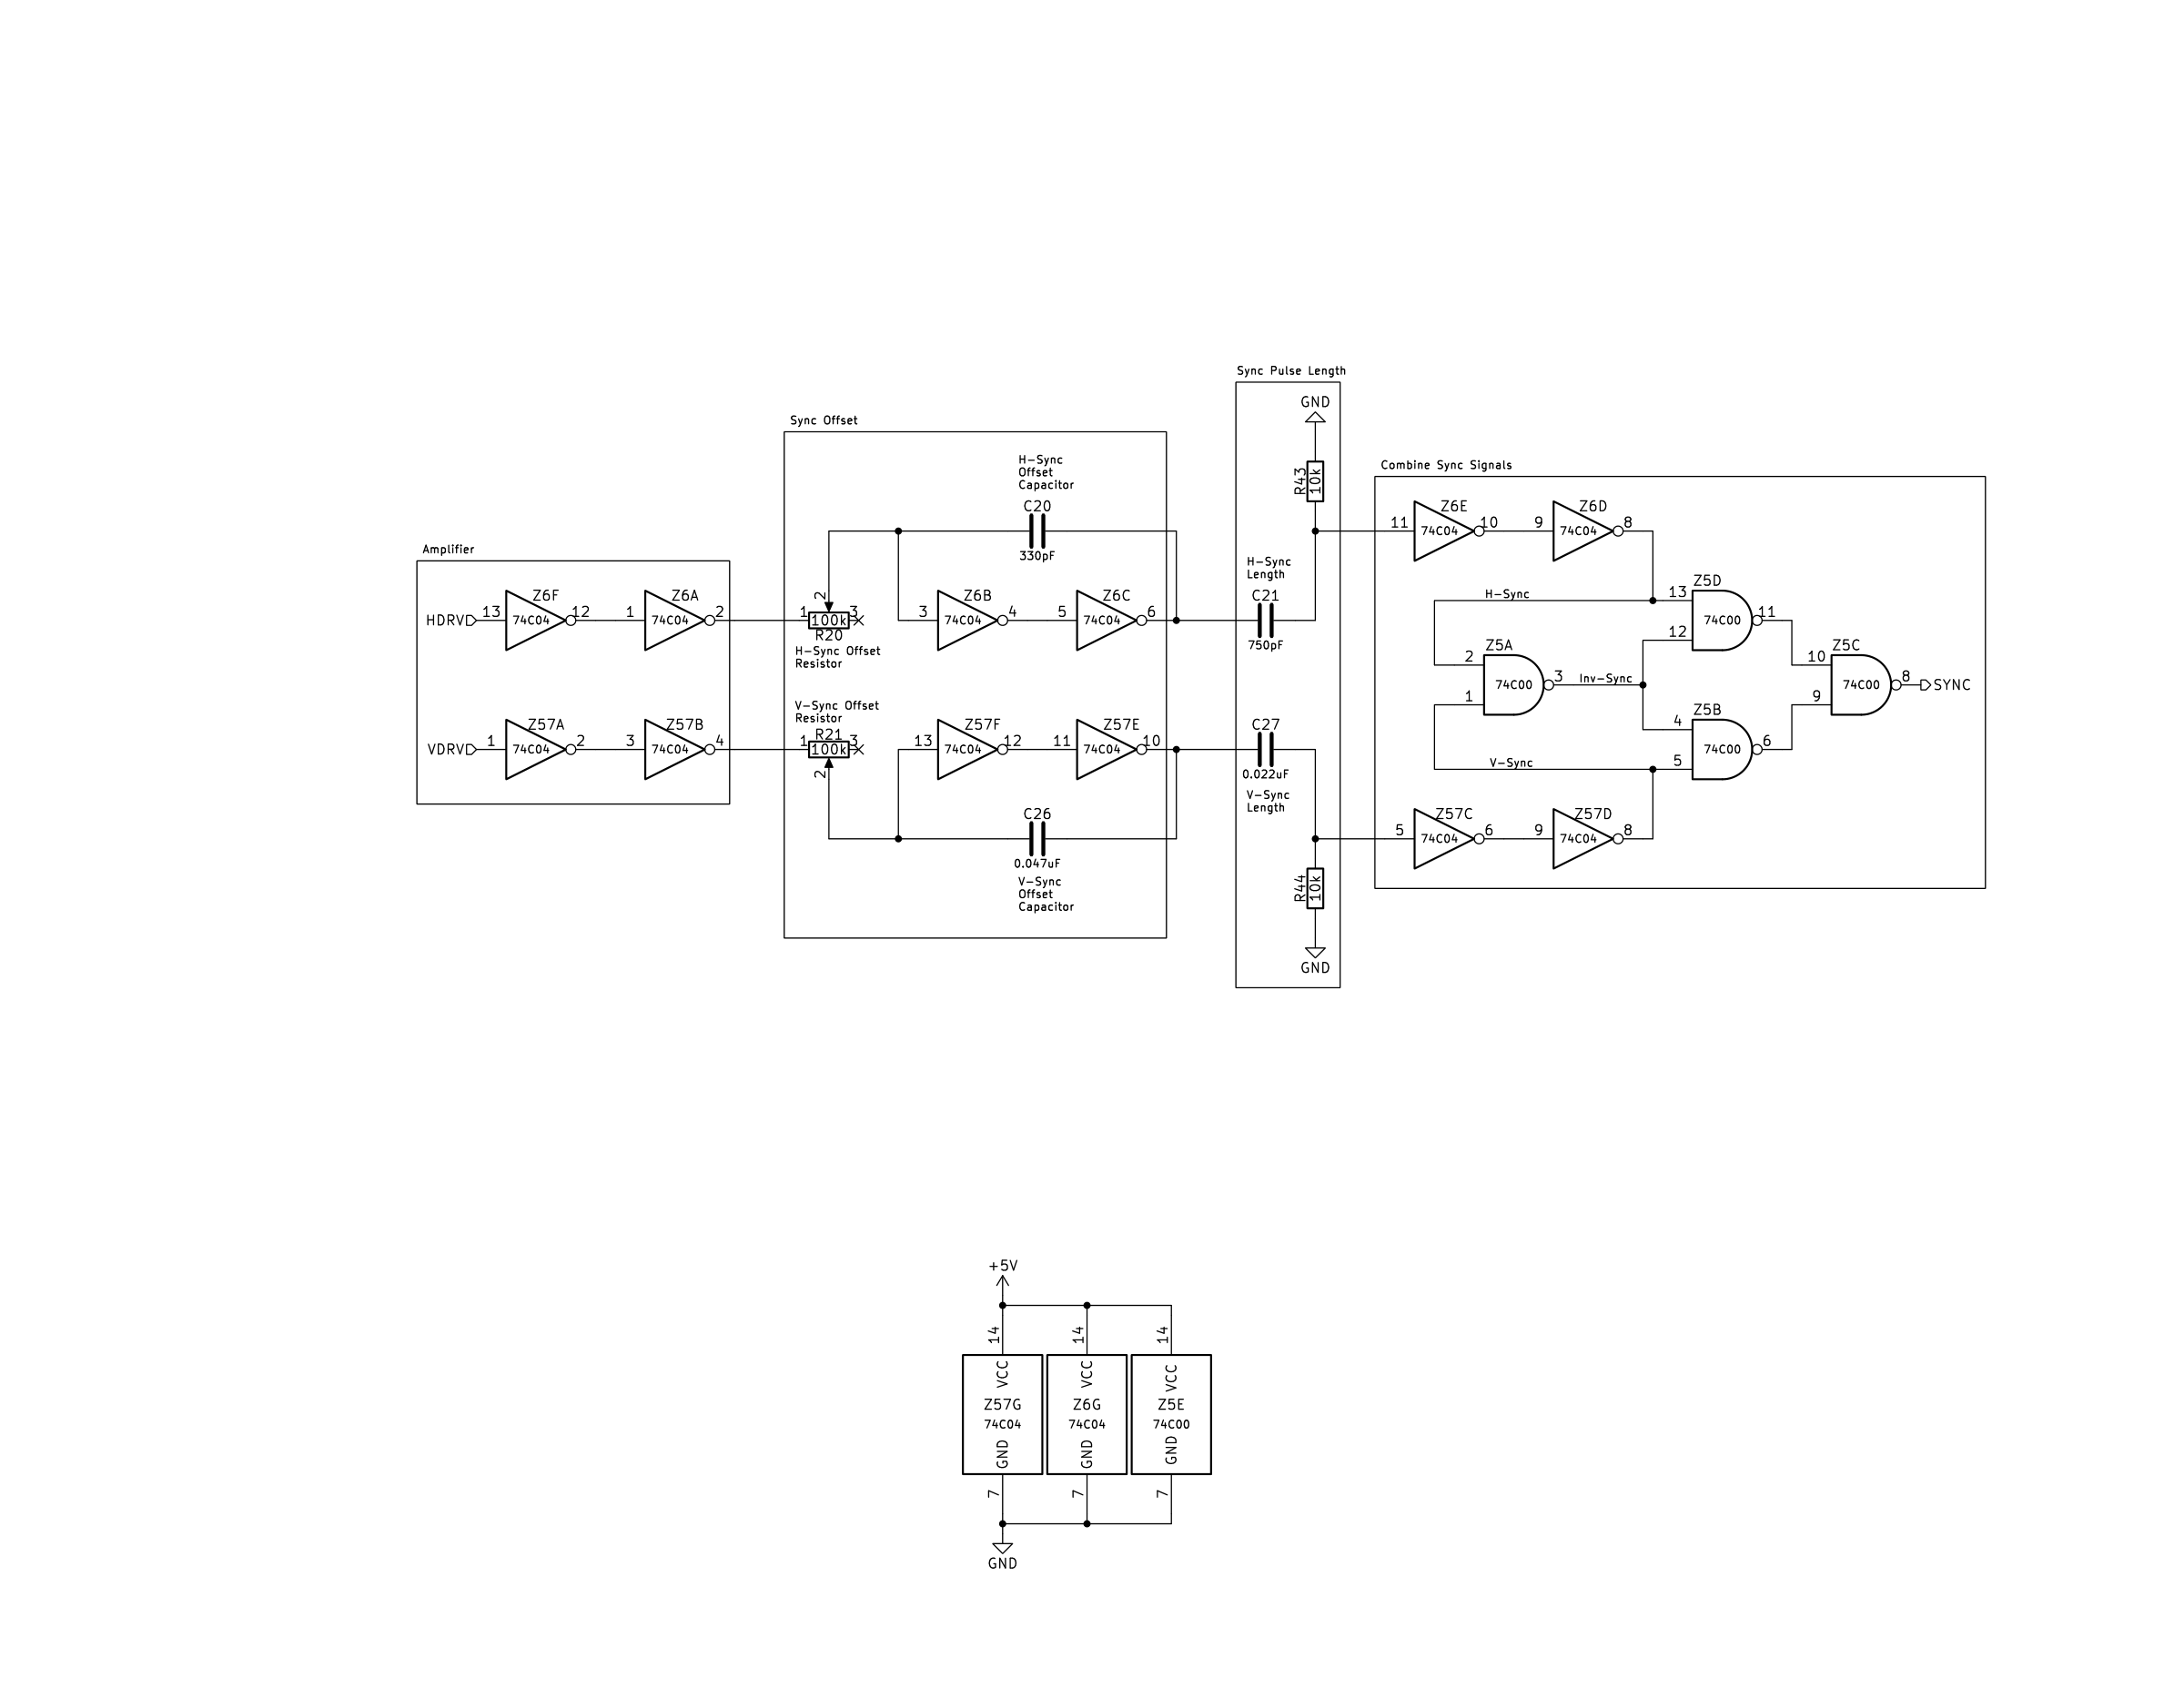 Sync Pulse Length
GND
R43
10k
Sync Offset
H-Sync
Offset
Capacitor
C20
330pF
Combine Sync Signals
Z6E
11
74C04
10
Z6D
9
74C04
8
Amplifier
HDRV
13
Z6F
74C04
12
1
Z6A
74C04
2
1
2
3
100k
R20
H-Sync Offset
Resistor
3
Z6B
74C04
4
5
Z6C
74C04
6
H-Sync
Length
C21
750pF
H-Sync
Z5D
13
12
74C00
11
Z5A
2
1
74C00
3
Inv-Sync
Z5C
10
9
74C00
8
SYNC
Z5B
4
5
74C00
6
V-Sync
VDRV
1
Z57A
74C04
2
3
Z57B
74C04
4
V-Sync Offset
Resistor
R21
1
100k
3
2
13
Z57F
74C04
12
11
Z57E
74C04
10
C27
0.022uF
V-Sync
Length
C26
0.047uF
V-Sync
Offset
Capacitor
5
Z57C
74C04
6
9
Z57D
74C04
8
R44
10k
GND
+5V
14
14
14
VCC
VCC
VCC
Z57G
Z6G
Z5E
74C04
74C04
74C00
GND
GND
GND
7
7
7
GND